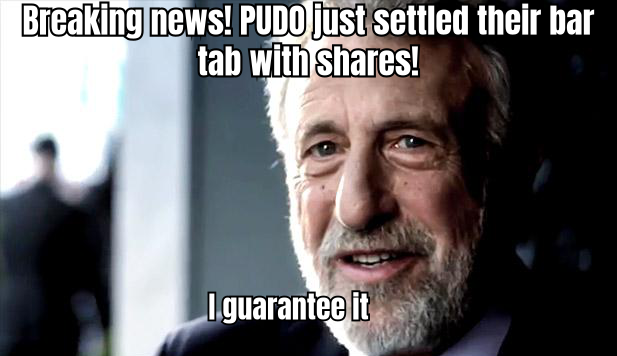 Breaking news! PUDO just settled their bar
tab with shares!
I guarantee it